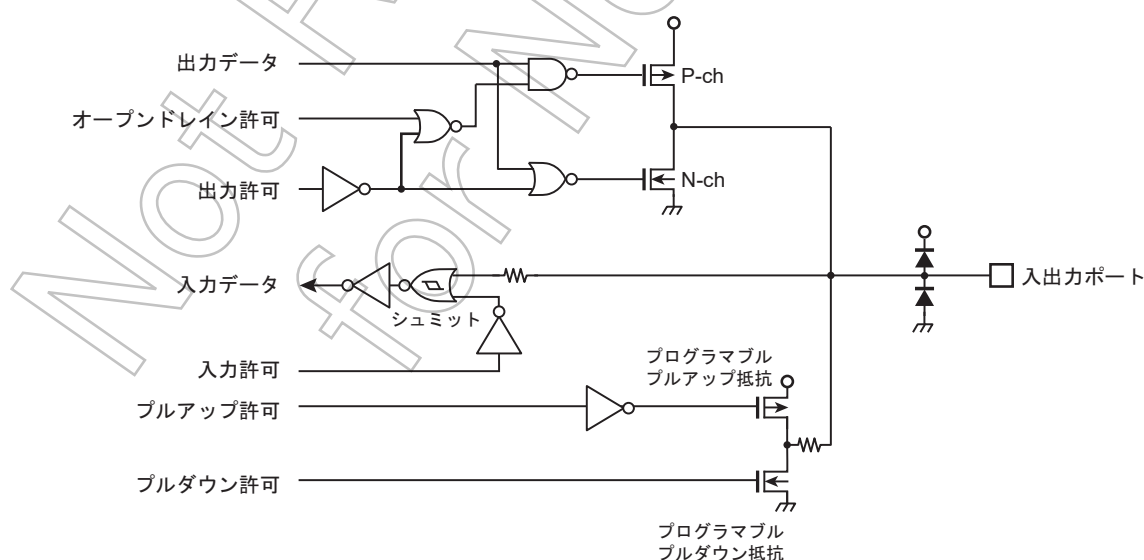 出力データ
P-ch
オープンドレイン許可
出力許可
N-ch
入力データ
シュミット
入出力ポート
入力許可
プログラマブル
プルアップ抵抗
プルアップ許可
プルダウン許可
プログラマブル
プルダウン抵抗
Not
for